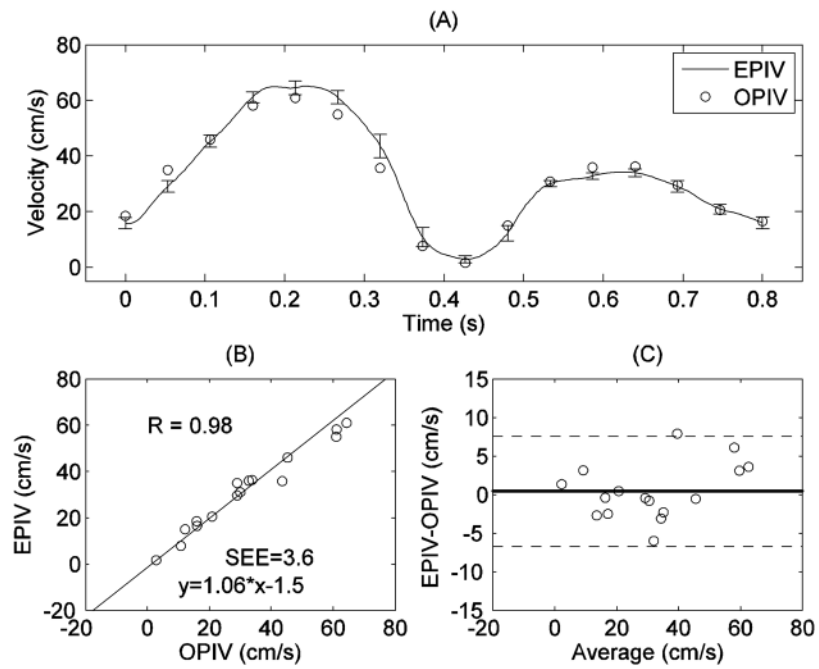 (A)
80
60
40
20
0
Velocity (cm/s)
EPIV
OPIV
0 0.1 0.2 0.3 0.4 0.5 0.6 0.7 0.8
Time (s)
(B)
80
60
40
20
0
-20
EPIV (cm/s)
R = 0.98
SEE=3.6
y=1.06*x-1.5
-20 0 20 40 60 80
OPIV (cm/s)
(C)
15
10
5
0
-5
-10
-15
EPIV-OPIV (cm/s)
-20 0 20 40 60 80
Average (cm/s)